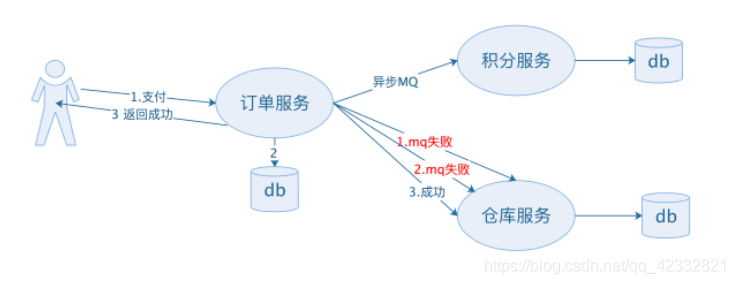 积分服务
db
异步MQ
1.支付
3 返回成功
订单服务
1.mq失败
2.mq失败
3.成功
2
db
仓库服务
db
https://blog.csdn.net/qq_42332821